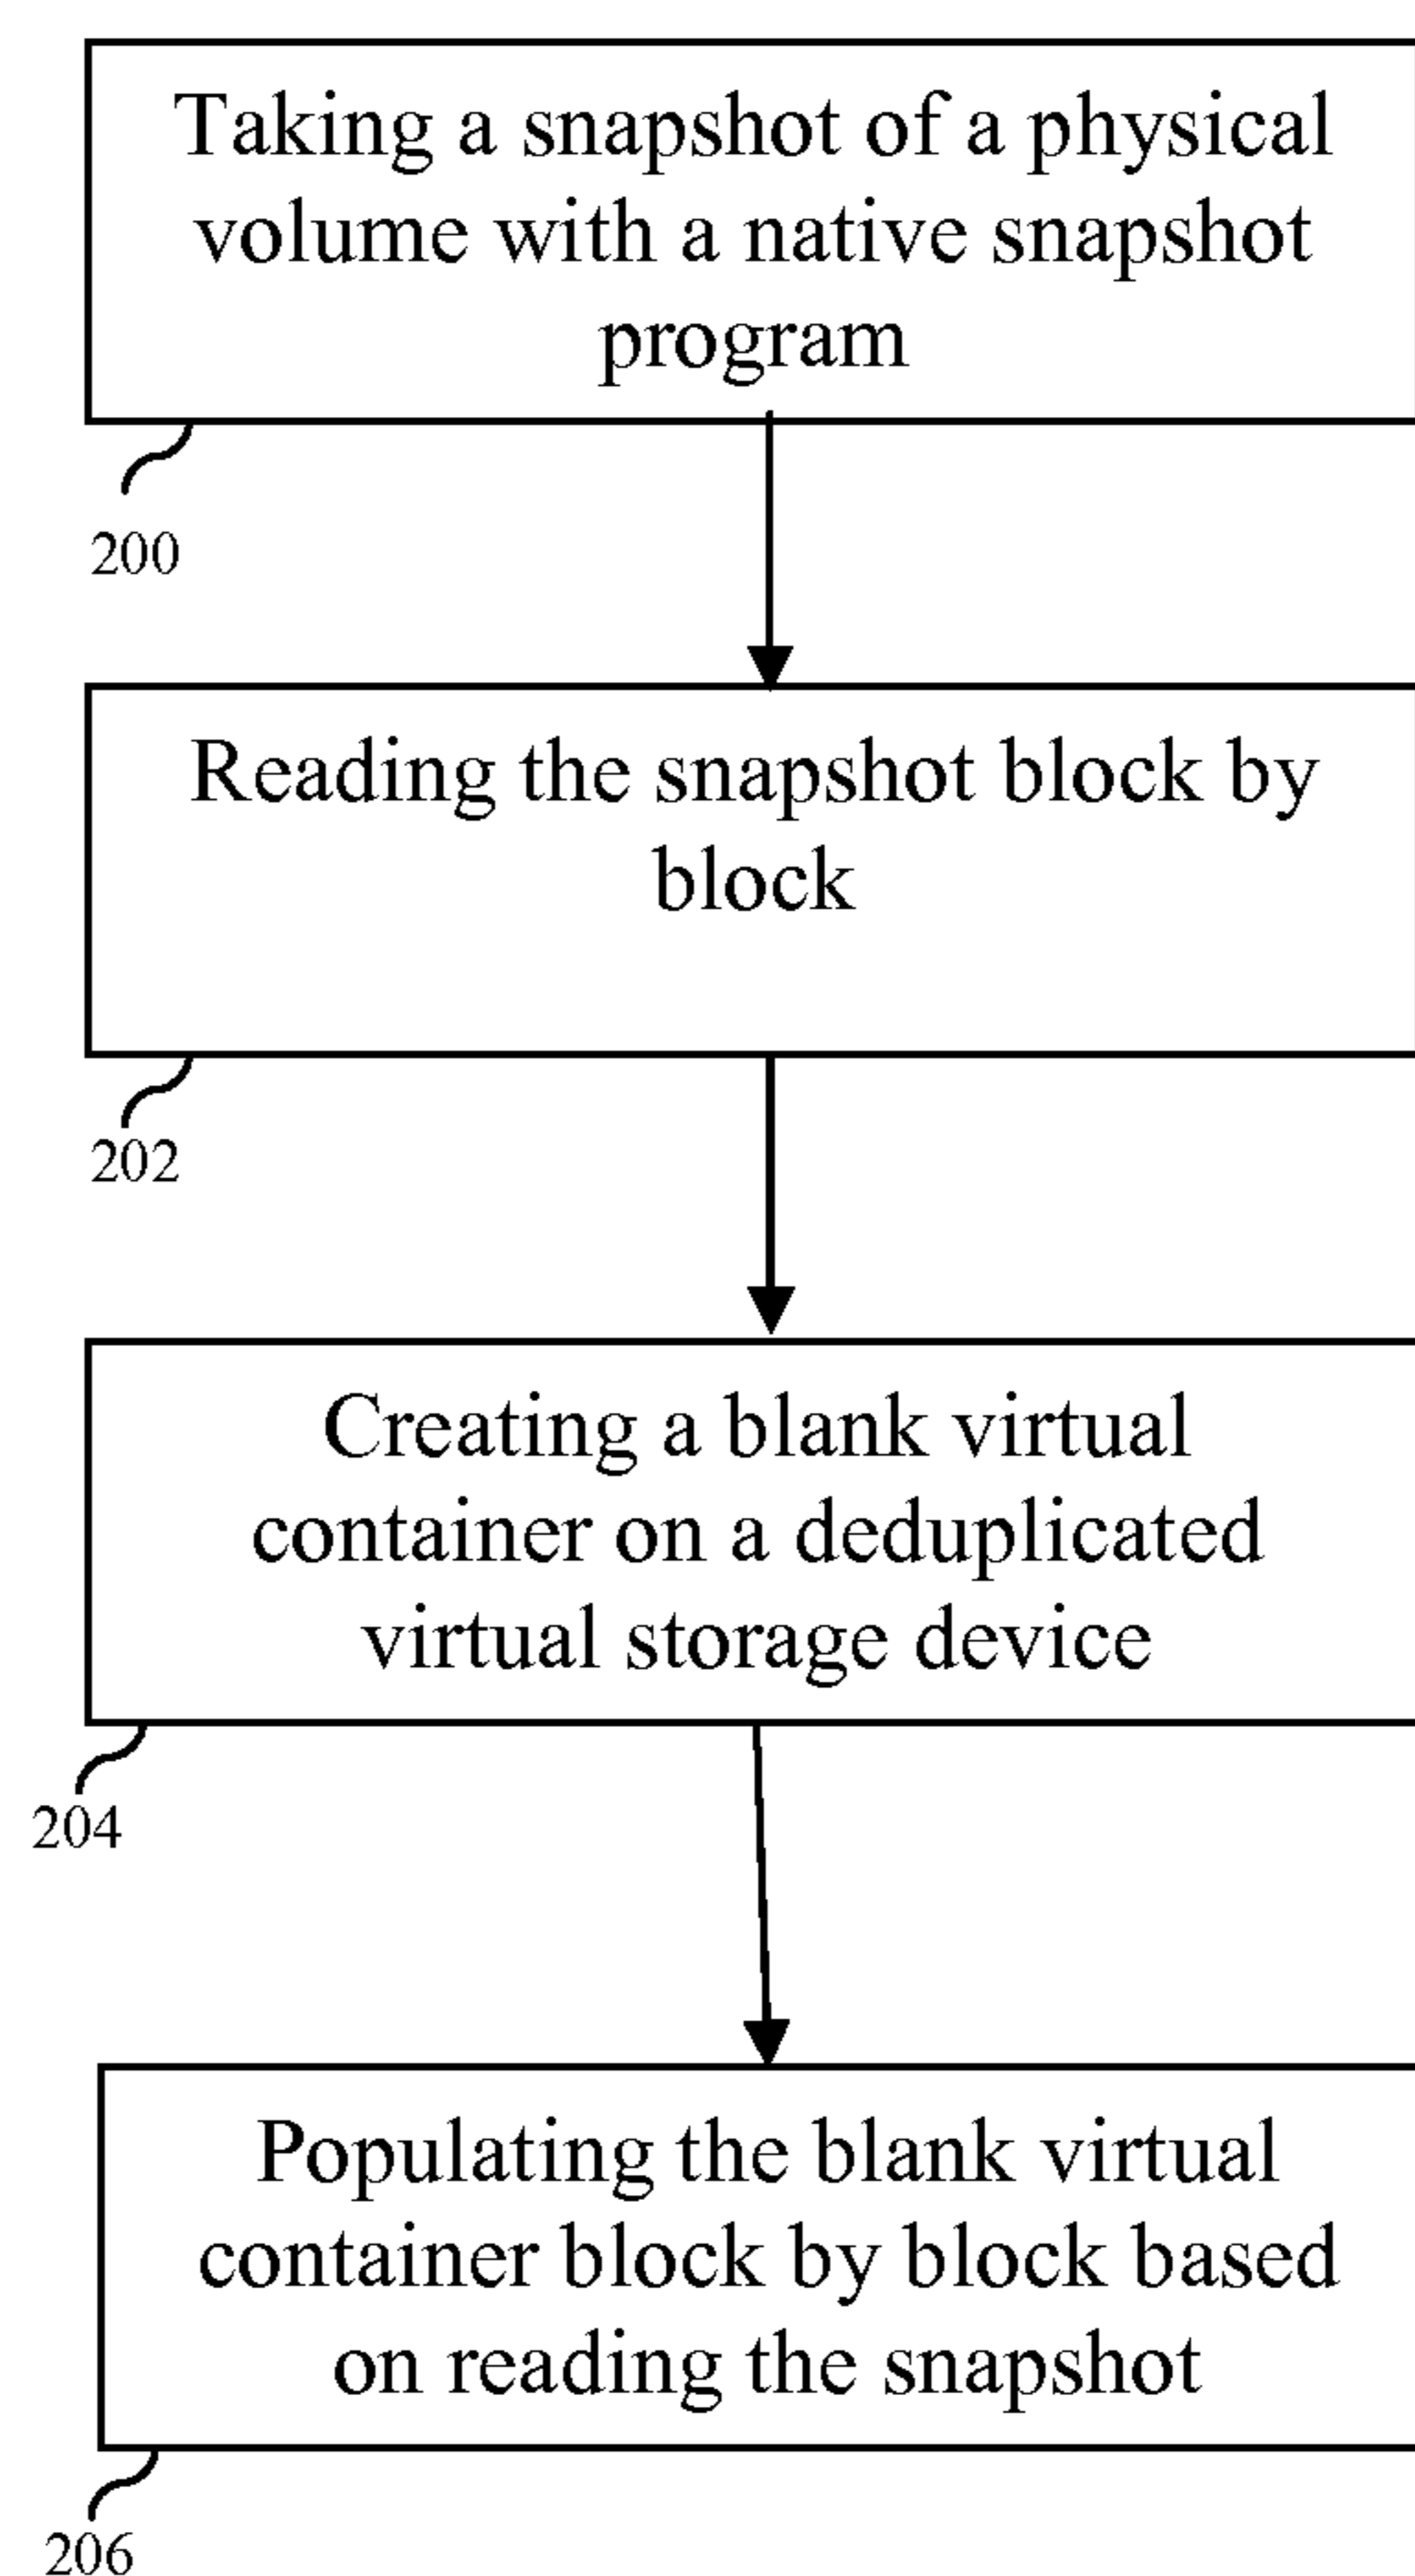 Taking a snapshot of a physical
volume with a native snapshot
program
200
Reading the snapshot block by
block
202
Creating a blank virtual
container on a deduplicated
virtual storage device
204
Populating the blank virtual
container block by block based
on reading the snapshot
206